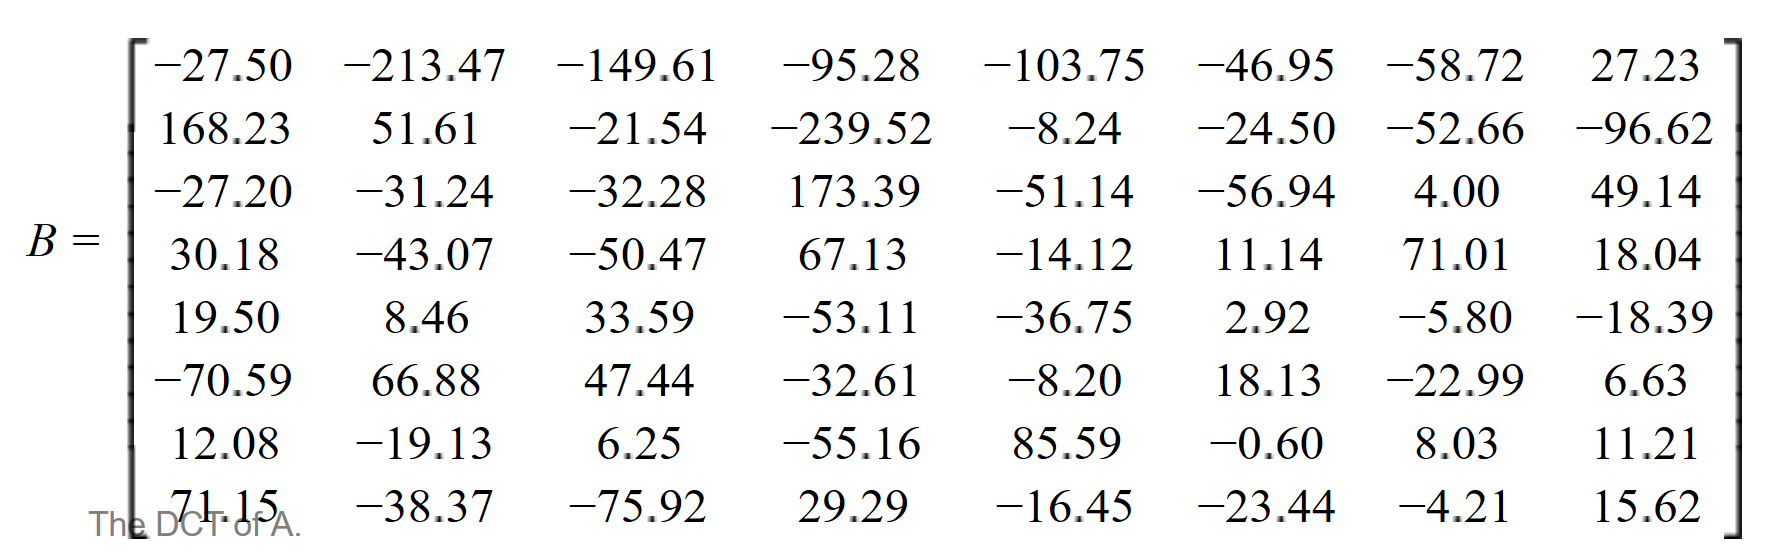 −27.50 −213.47 −149.61 −95.28 −103.75 −46.95 −58.72 27.23
168.23 51.61 −21.54 −239.52 −8.24 −24.50 −52.66 −96.62
−27.20 −31.24 −32.28 173.39 −51.14 −56.94 4.00 49.14
B = 30.18 −43.07 −50.47 67.13 −14.12 11.14 71.01 18.04
19.50 8.46 33.59 −53.11 −36.75 2.92 −5.80 −18.39
−70.59 66.88 47.44 −32.61 −8.20 18.13 −22.99 6.63
12.08 −19.13 6.25 −55.16 85.59 −0.60 8.03 11.21
71.15 −38.37 −75.92 29.29 −16.45 −23.44 −4.21 15.62
The DCT of A.